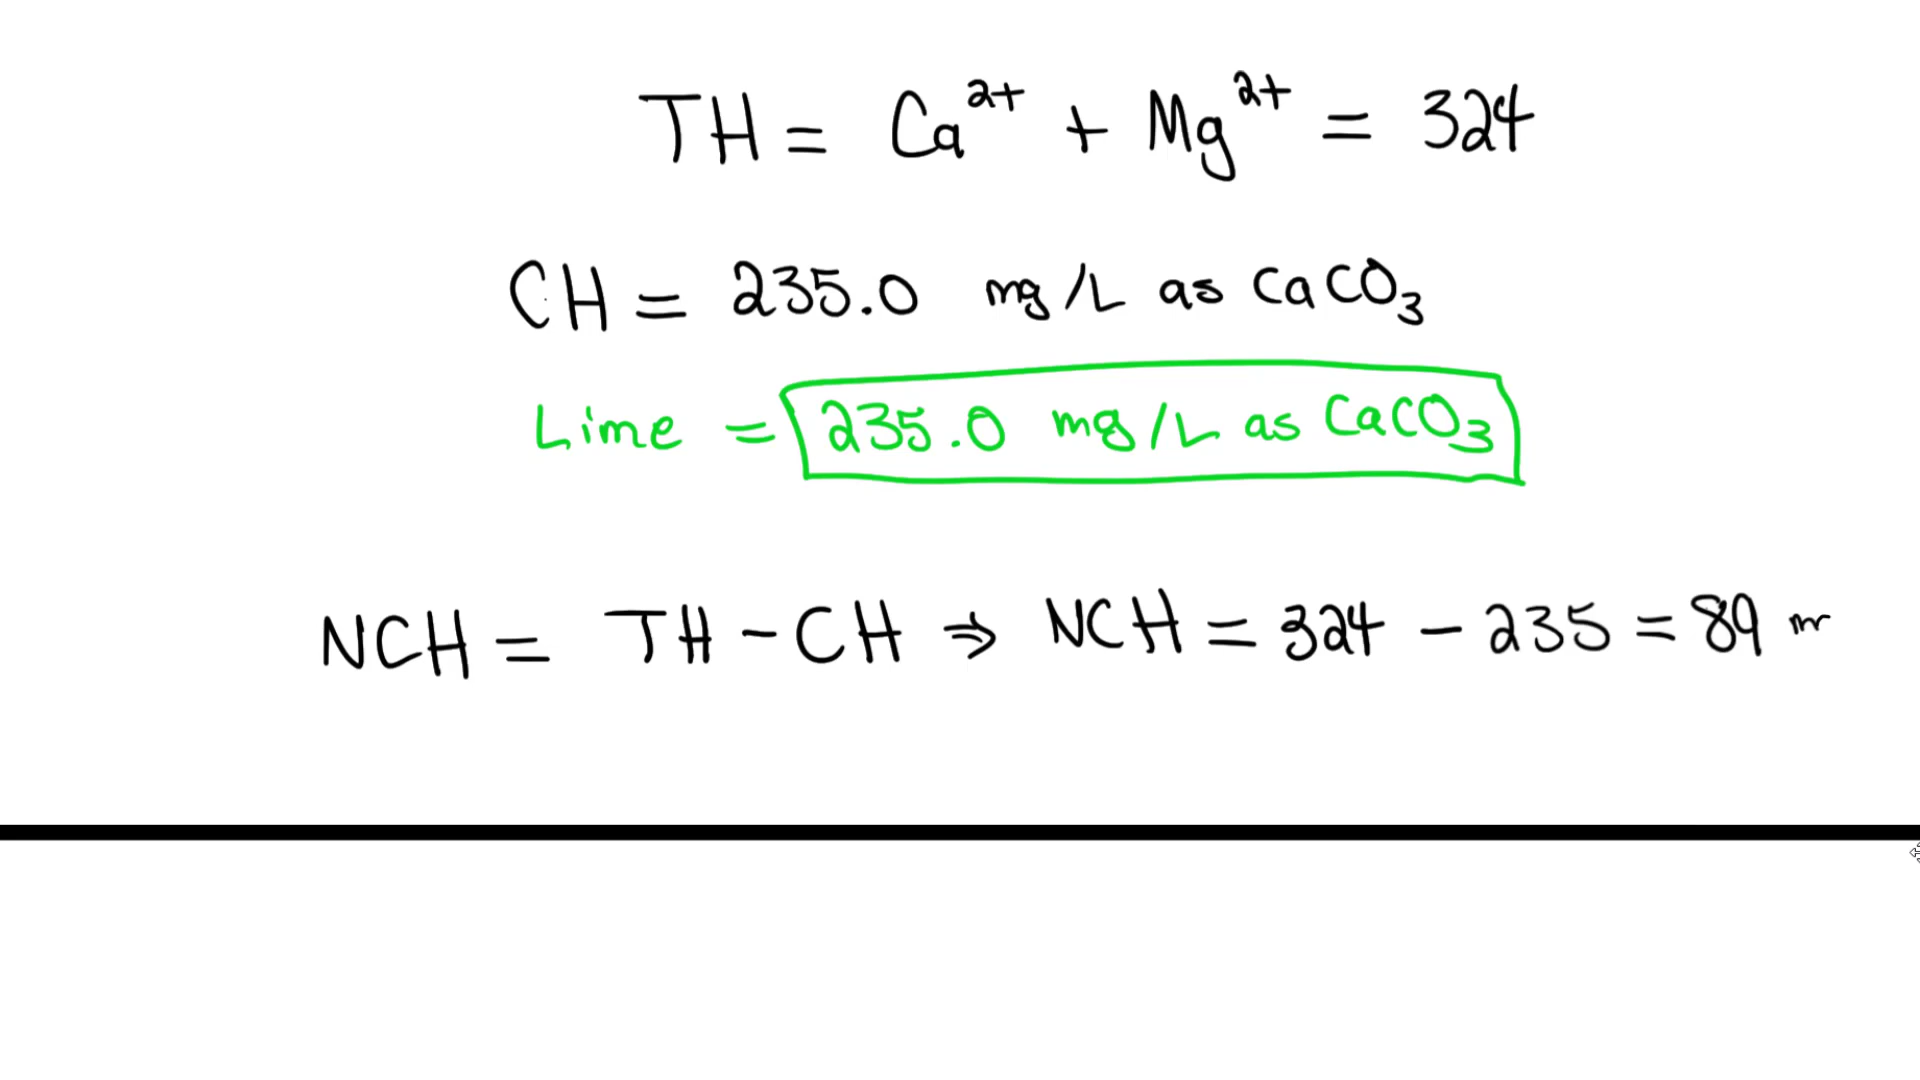 TH = Ca²⁺ + Mg²⁺ = 324
CH = 235.0 mg/L as CaCO₃
Lime = 235.0 mg/L as CaCO₃
NCH = TH - CH ⇒ NCH = 324 - 235 = 89 m